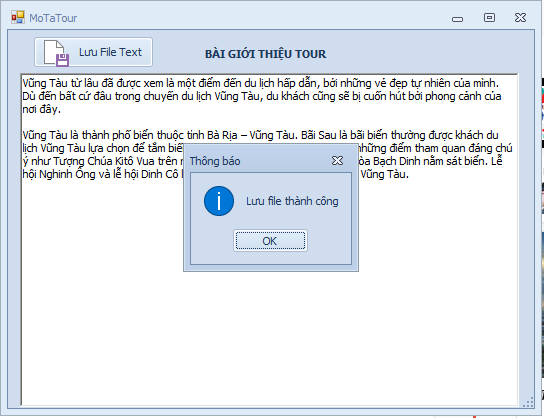 MoTaTour
Lưu File Text
BÀI GIỚI THIỆU TOUR
Vũng Tàu từ lâu đã được xem là một điểm đến du lịch hấp dẫn, bởi những vẻ đẹp tự nhiên của mình.
Dù đến bất cứ đâu trong chuyến du lịch Vũng Tàu, du khách cũng sẽ bị cuốn hút bởi phong cảnh của
nơi đây.
Vũng Tàu là thành phố biển thuộc tỉnh Bà Rịa – Vũng Tàu. Bãi Sau là bãi biển thường được khách du
lịch Vũng Tàu lựa chọn để tắm biển những điểm tham quan đáng chú
ý như Tượng Chúa Kitô Vua trên Bạch Dinh nằm sát biển. Lễ
hội Nghinh Ông và lễ hội Dinh Cô Vũng Tàu.
Thông báo
Lưu file thành công
OK